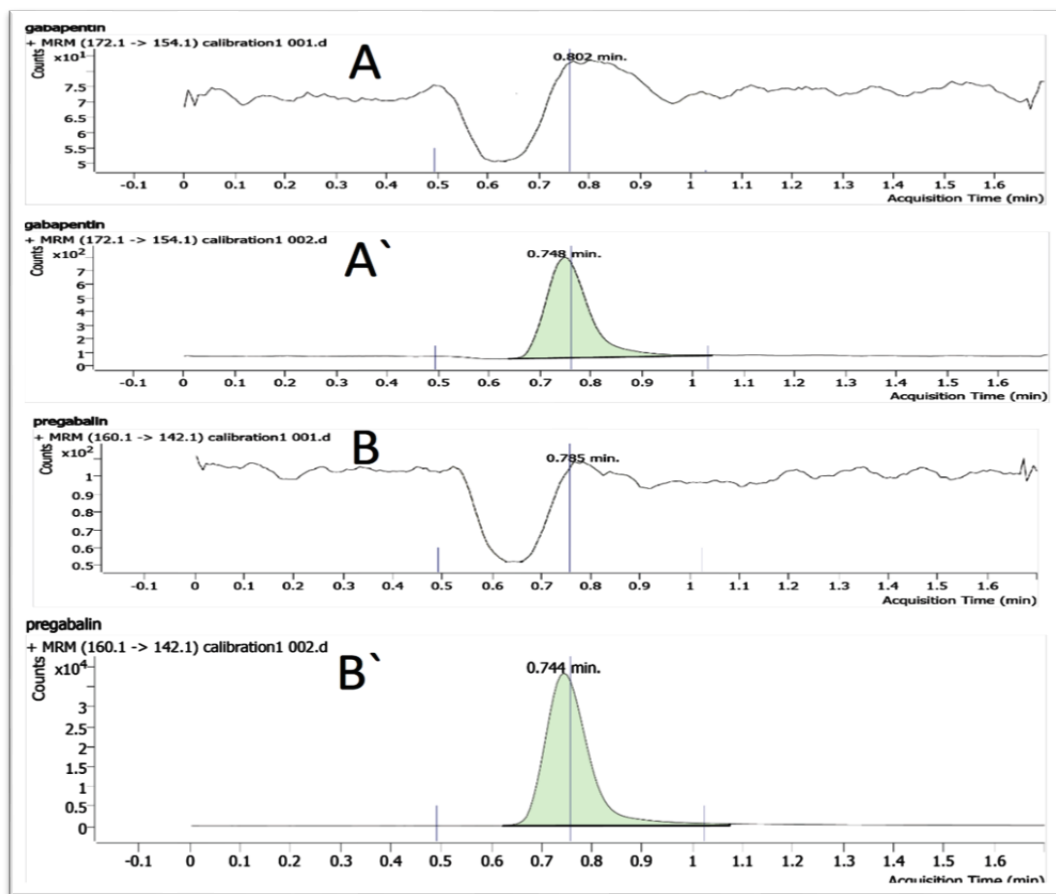 gabapentin
+ MRM (172.1 -> 154.1) calibration1 001.d
A
Counts
x10¹
0.802 min.
7.5
7
6.5
6
5.5
5
-0.1 0 0.1 0.2 0.3 0.4 0.5 0.6 0.7 0.8 0.9 1 1.1 1.2 1.3 1.4 1.5 1.6
Acquisition Time (min)
gabapentin
+ MRM (172.1 -> 154.1) calibration1 002.d
A`
Counts
x10²
0.748 min.
7
6
5
4
3
2
1
0
-0.1 0 0.1 0.2 0.3 0.4 0.5 0.6 0.7 0.8 0.9 1 1.1 1.2 1.3 1.4 1.5 1.6
Acquisition Time (min)
pregabalin
+ MRM (160.1 -> 142.1) calibration1 001.d
B
Counts
x10²
0.785 min.
1
0.9
0.8
0.7
0.6
0.5
-0.1 0 0.1 0.2 0.3 0.4 0.5 0.6 0.7 0.8 0.9 1 1.1 1.2 1.3 1.4 1.5 1.6
Acquisition Time (min)
pregabalin
+ MRM (160.1 -> 142.1) calibration1 002.d
B`
Counts
x10⁴
0.744 min.
3
2.5
2
1.5
1
0.5
0
-0.1 0 0.1 0.2 0.3 0.4 0.5 0.6 0.7 0.8 0.9 1 1.1 1.2 1.3 1.4 1.5 1.6
Acquisition Time (min)